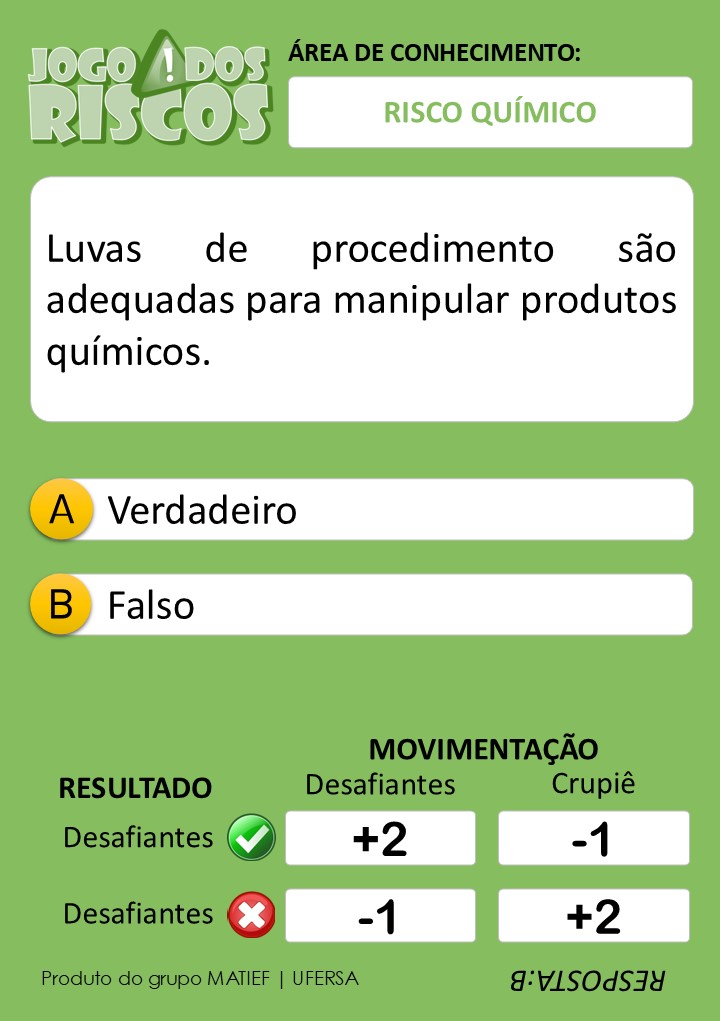 JOGO ! DOS
RISCOS
ÁREA DE CONHECIMENTO:
RISCO QUÍMICO
Luvas de procedimento são
adequadas para manipular produtos
químicos.
A Verdadeiro
B Falso
MOVIMENTAÇÃO
RESULTADO Desafiantes Crupiê
Desafiantes +2 -1
Desafiantes -1 +2
Produto do grupo MATIEF | UFERSA
RESPOSTA:B